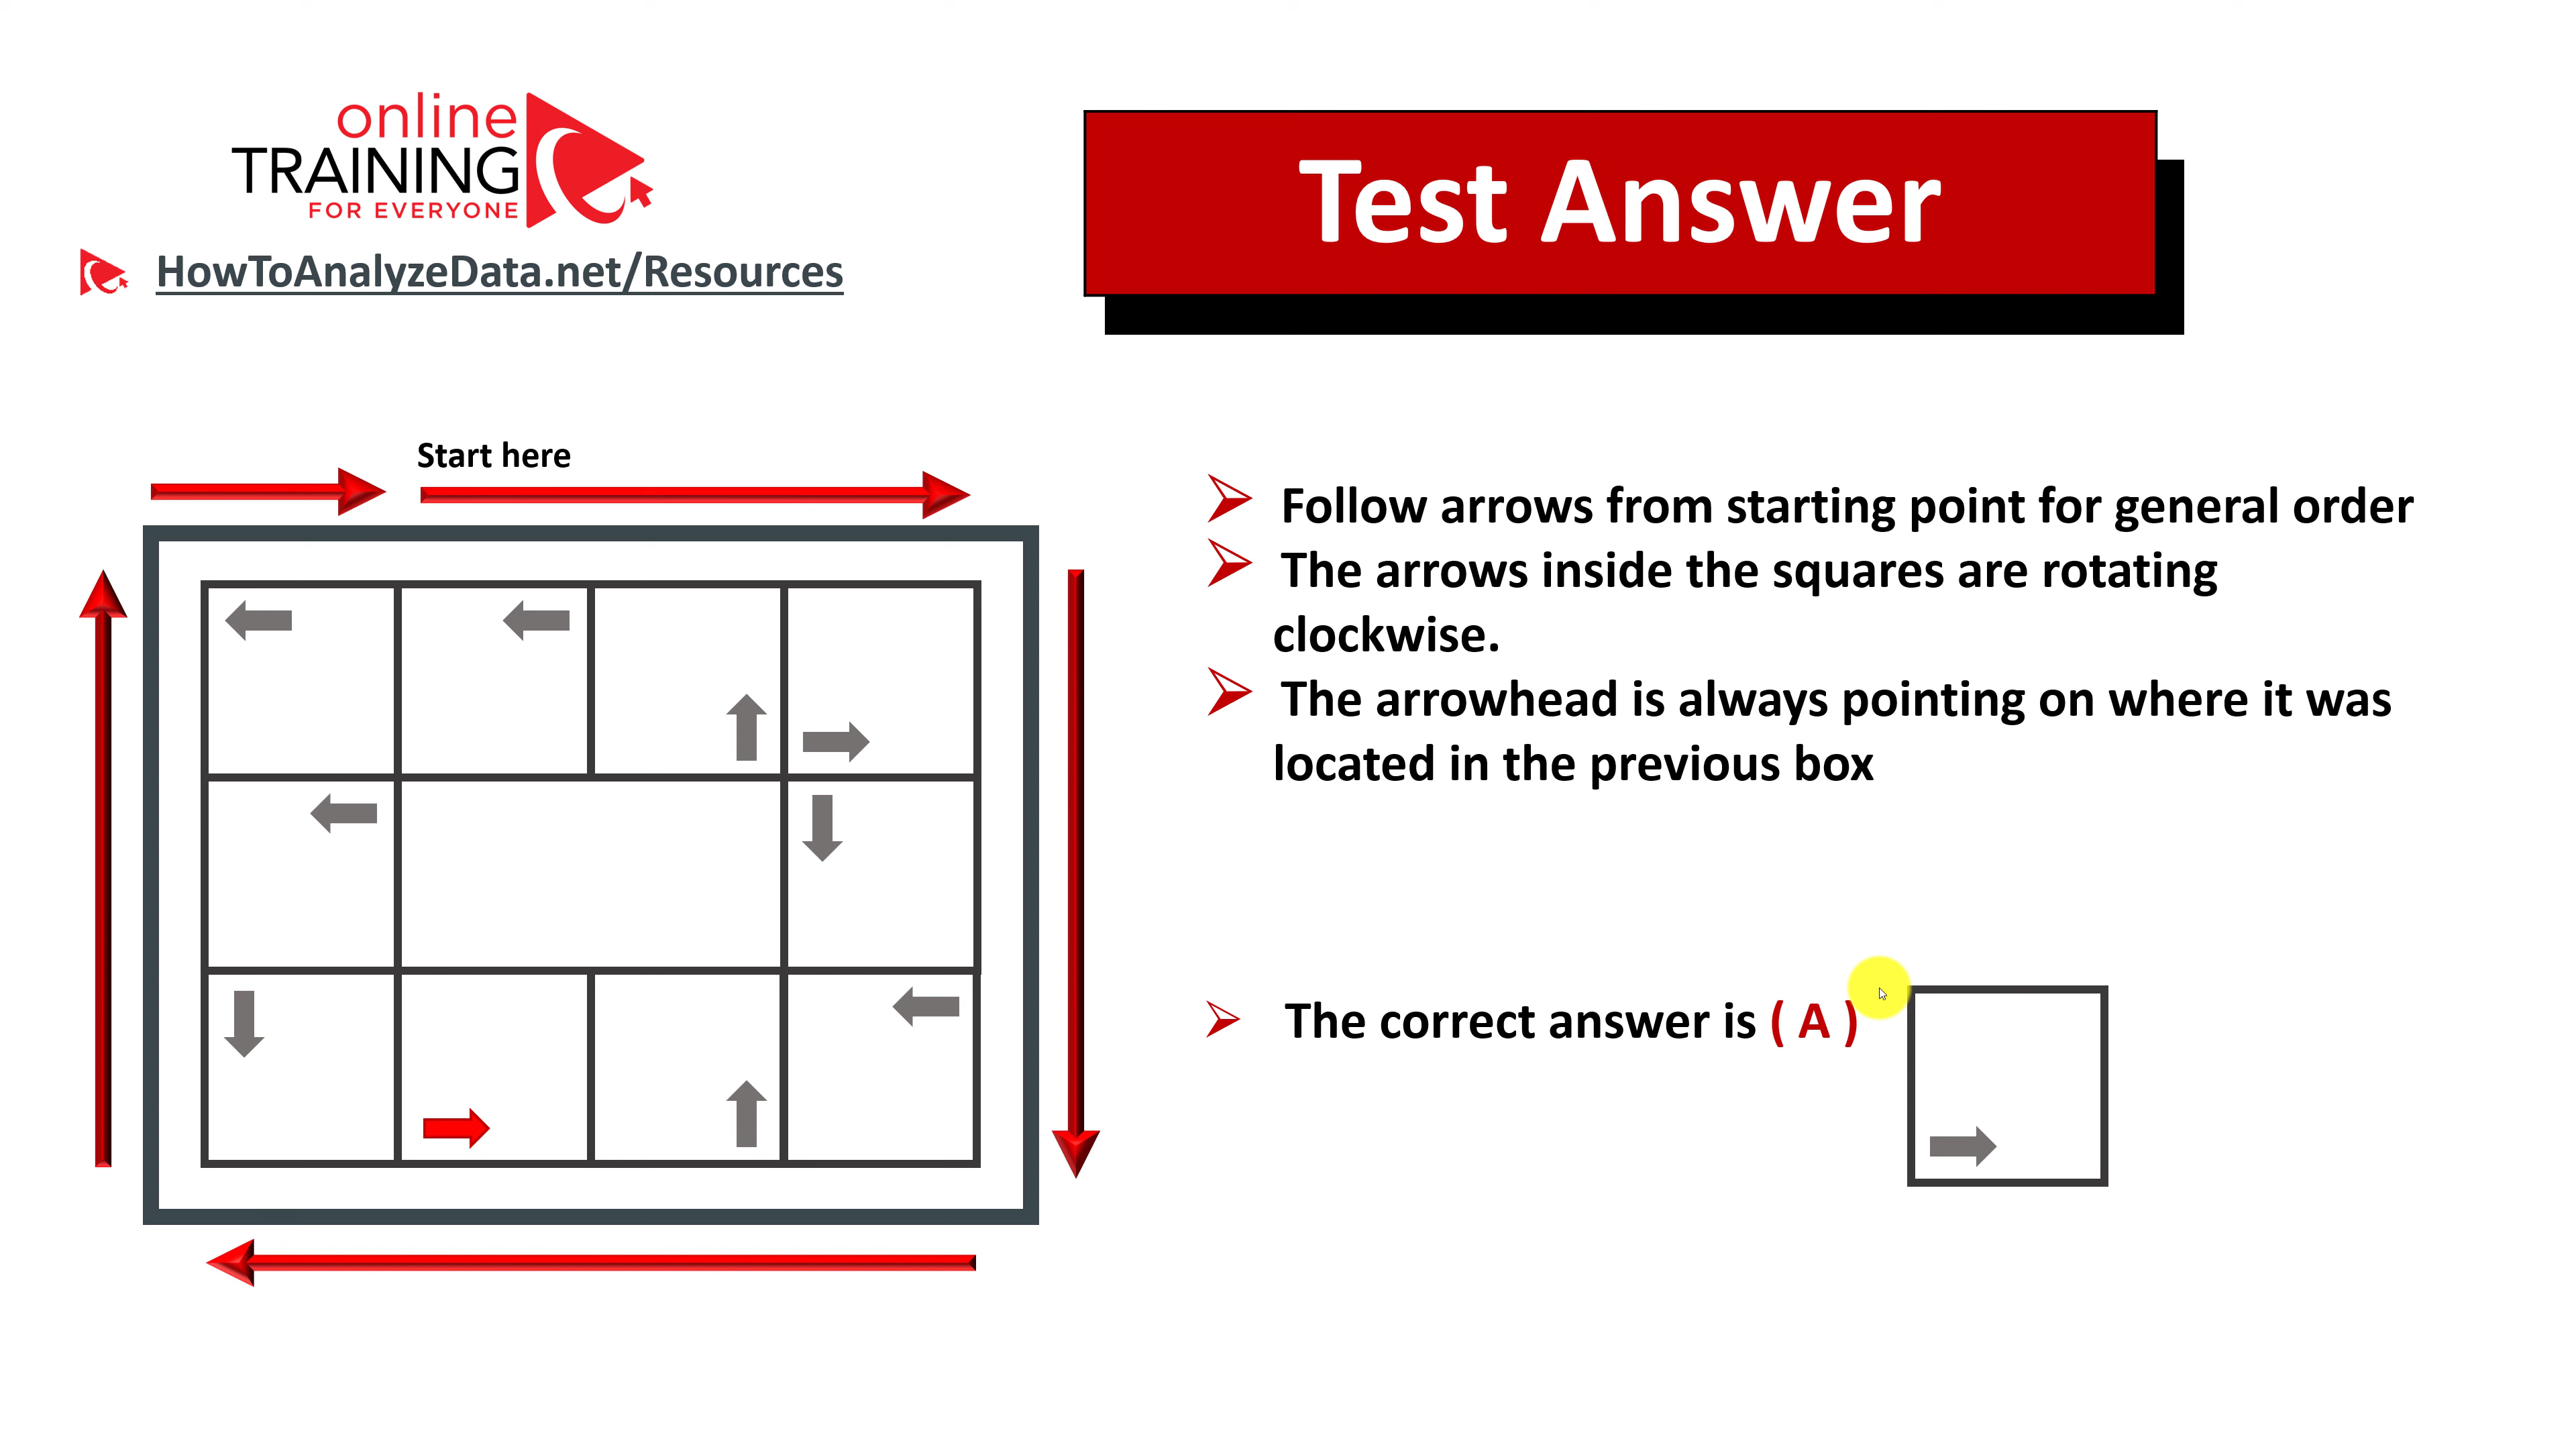 online
TRAINING
FOR EVERYONE
HowToAnalyzeData.net/Resources
Test Answer
Start here
Follow arrows from starting point for general order
The arrows inside the squares are rotating
clockwise.
The arrowhead is always pointing on where it was
located in the previous box
The correct answer is ( A )